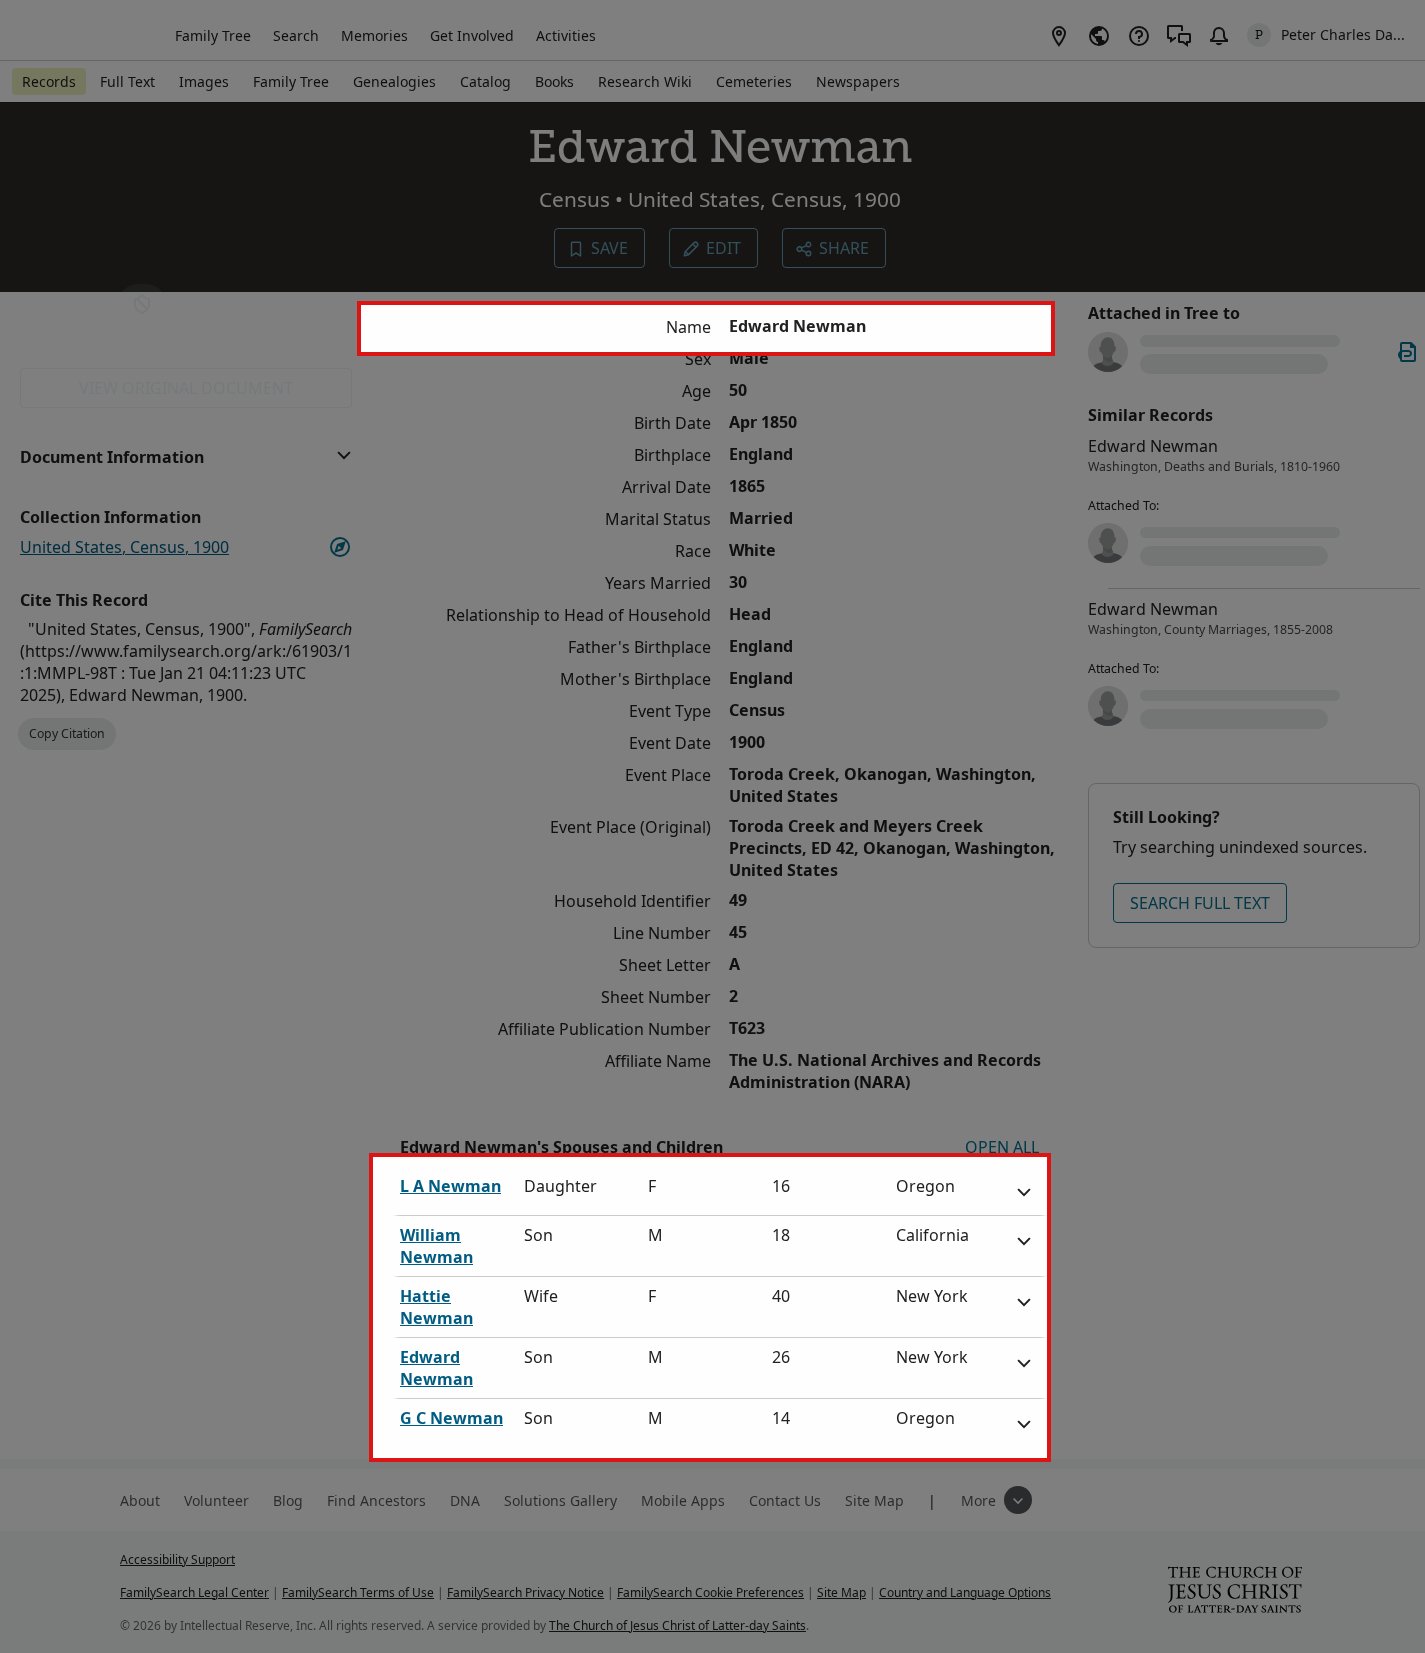 Family Tree Search Memories Get Involved Activities P Peter Charles Da...
Records Full Text Images Family Tree Genealogies Catalog Books Research Wiki Cemeteries Newspapers
Edward Newman
Census • United States, Census, 1900
SAVE EDIT SHARE
VIEW ORIGINAL DOCUMENT
Document Information
Collection Information
United States, Census, 1900
Cite This Record
"United States, Census, 1900", FamilySearch
(https://www.familysearch.org/ark:/61903/1
:1:MMPL-98T : Tue Jan 21 04:11:23 UTC
2025), Edward Newman, 1900.
Copy Citation
Name Edward Newman
Sex Male
Age 50
Birth Date Apr 1850
Birthplace England
Arrival Date 1865
Marital Status Married
Race White
Years Married 30
Relationship to Head of Household Head
Father's Birthplace England
Mother's Birthplace England
Event Type Census
Event Date 1900
Event Place Toroda Creek, Okanogan, Washington,
United States
Event Place (Original) Toroda Creek and Meyers Creek
Precincts, ED 42, Okanogan, Washington,
United States
Household Identifier 49
Line Number 45
Sheet Letter A
Sheet Number 2
Affiliate Publication Number T623
Affiliate Name The U.S. National Archives and Records
Administration (NARA)
Edward Newman's Spouses and Children OPEN ALL
L A Newman Daughter F 16 Oregon
William Son M 18 California
Newman
Hattie Wife F 40 New York
Newman
Edward Son M 26 New York
Newman
G C Newman Son M 14 Oregon
Attached in Tree to
Similar Records
Edward Newman
Washington, Deaths and Burials, 1810-1960
Attached To:
Edward Newman
Washington, County Marriages, 1855-2008
Attached To:
Still Looking?
Try searching unindexed sources.
SEARCH FULL TEXT
About Volunteer Blog Find Ancestors DNA Solutions Gallery Mobile Apps Contact Us Site Map | More
Accessibility Support
FamilySearch Legal Center | FamilySearch Terms of Use | FamilySearch Privacy Notice | FamilySearch Cookie Preferences | Site Map | Country and Language Options
© 2026 by Intellectual Reserve, Inc. All rights reserved. A service provided by The Church of Jesus Christ of Latter-day Saints.
THE CHURCH OF
JESUS CHRIST
OF LATTER-DAY SAINTS